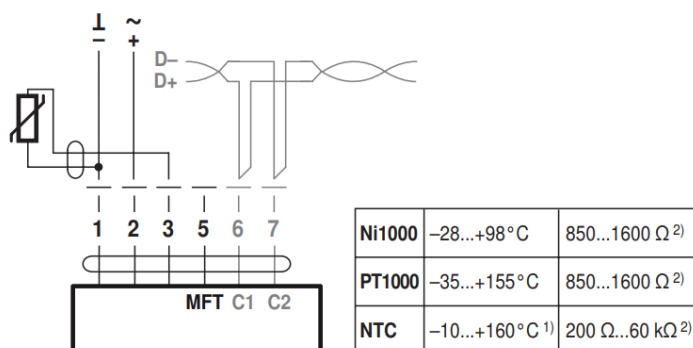 ⊥ ~
– +
D–
D+
1 2 3 5 6 7
MFT C1 C2
Ni1000 –28...+98°C 850...1600 Ω 2)
PT1000 –35...+155°C 850...1600 Ω 2)
NTC –10...+160°C 1) 200 Ω...60 kΩ 2)